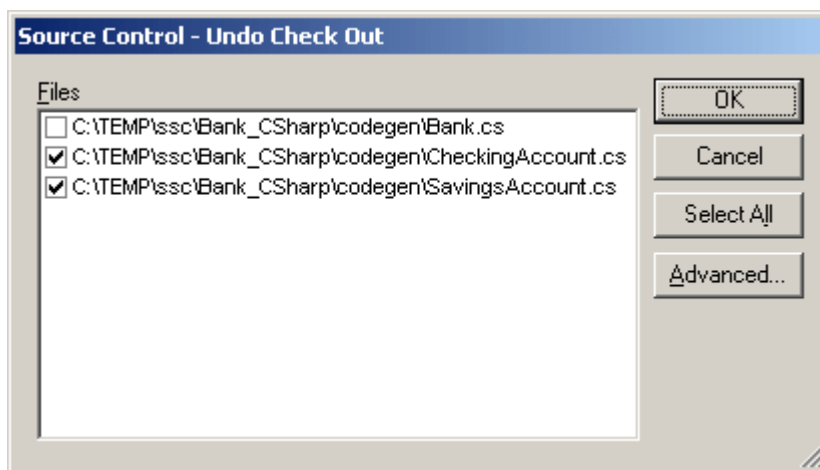 Source Control - Undo Check Out
Files
C:\TEMP\ssc\Bank_CSharp\codegen\Bank.cs
C:\TEMP\ssc\Bank_CSharp\codegen\CheckingAccount.cs
C:\TEMP\ssc\Bank_CSharp\codegen\SavingsAccount.cs
OK
Cancel
Select All
Advanced...